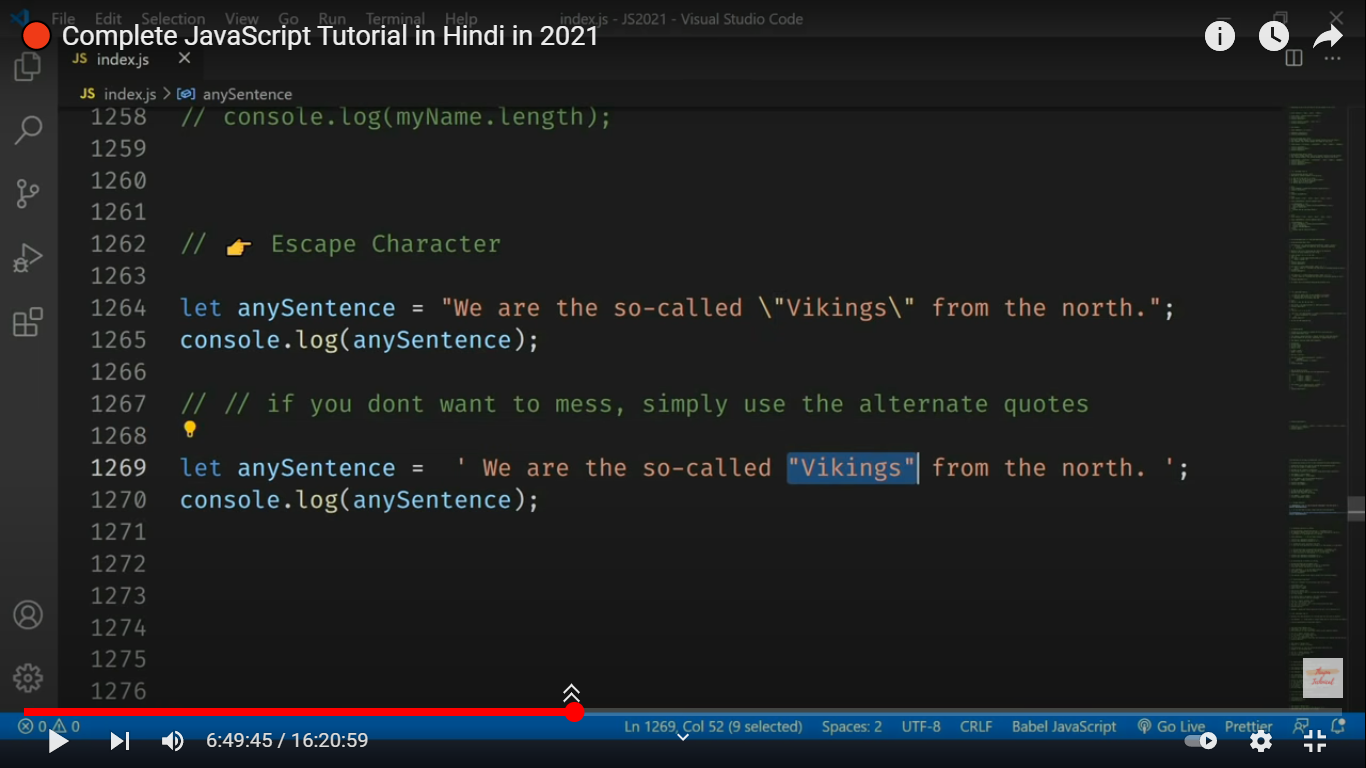 File Edit Selection View Go Run Terminal Help index.js - JS2021 - Visual Studio Code
Complete JavaScript Tutorial in Hindi in 2021
JS index.js
JS index.js > anySentence
1258 // console.log(myName.length);
1259
1260
1261
1262 // 👉 Escape Character
1263
1264 let anySentence = "We are the so-called \"Vikings\" from the north.";
1265 console.log(anySentence);
1266
1267 // // if you dont want to mess, simply use the alternate quotes
1268
1269 let anySentence =  ' We are the so-called "Vikings" from the north. ';
1270 console.log(anySentence);
1271
1272
1273
1274
1275
1276
Thapa
Technical
0 0 Ln 1269, Col 52 (9 selected) Spaces: 2 UTF-8 CRLF Babel JavaScript Go Live Prettier
6:49:45 / 16:20:59